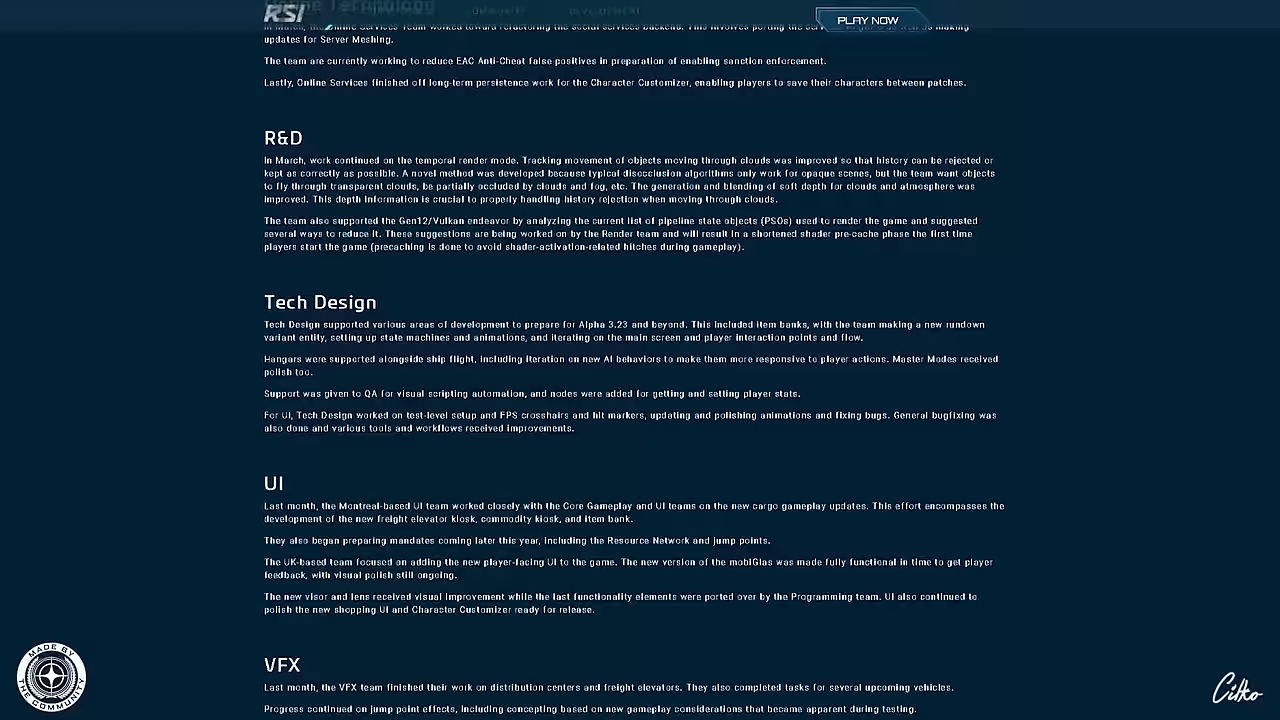 RSI
PLAY NOW
updates for Server Meshing.
The team are currently working to reduce EAC Anti-Cheat false positives in preparation of enabling sanction enforcement.
Lastly, Online Services finished off long-term persistence work for the Character Customizer, enabling players to save their characters between patches.
R&D
In March, work continued on the temporal render mode. Tracking movement of objects moving through clouds was improved so that history can be rejected or
kept as correctly as possible. A novel method was developed because typical disocclusion algorithms only work for opaque scenes, but the team want objects
to fly through transparent clouds, be partially occluded by clouds and fog, etc. The generation and blending of soft depth for clouds and atmosphere was
improved. This depth information is crucial to properly handling history rejection when moving through clouds.
The team also supported the Gen12/Vulkan endeavor by analyzing the current list of pipeline state objects (PSOs) used to render the game and suggested
several ways to reduce it. These suggestions are being worked on by the Render team and will result in a shortened shader pre-cache phase the first time
players start the game (precaching is done to avoid shader-activation-related hitches during gameplay).
Tech Design
Tech Design supported various areas of development to prepare for Alpha 3.23 and beyond. This included item banks, with the team making a new rundown
variant entity, setting up state machines and animations, and iterating on the main screen and player interaction points and flow.
Hangars were supported alongside ship flight, including iteration on new AI behaviors to make them more responsive to player actions. Master Modes received
polish too.
Support was given to QA for visual scripting automation, and nodes were added for getting and setting player stats.
For UI, Tech Design worked on test-level setup and FPS crosshairs and hit markers, updating and polishing animations and fixing bugs. General bugfixing was
also done and various tools and workflows received improvements.
UI
Last month, the Montreal-based UI team worked closely with the Core Gameplay and UI teams on the new cargo gameplay updates. This effort encompasses the
development of the new freight elevator kiosk, commodity kiosk, and item bank.
They also began preparing mandates coming later this year, including the Resource Network and jump points.
The UK-based team focused on adding the new player-facing UI to the game. The new version of the mobiGlas was made fully functional in time to get player
feedback, with visual polish still ongoing.
The new visor and lens received visual improvement while the last functionality elements were ported over by the Programming team. UI also continued to
polish the new shopping UI and Character Customizer ready for release.
VFX
Last month, the VFX team finished their work on distribution centers and freight elevators. They also completed tasks for several upcoming vehicles.
Progress continued on jump point effects, including concepting based on new gameplay considerations that became apparent during testing.
MADE BY
THE COMMUNITY